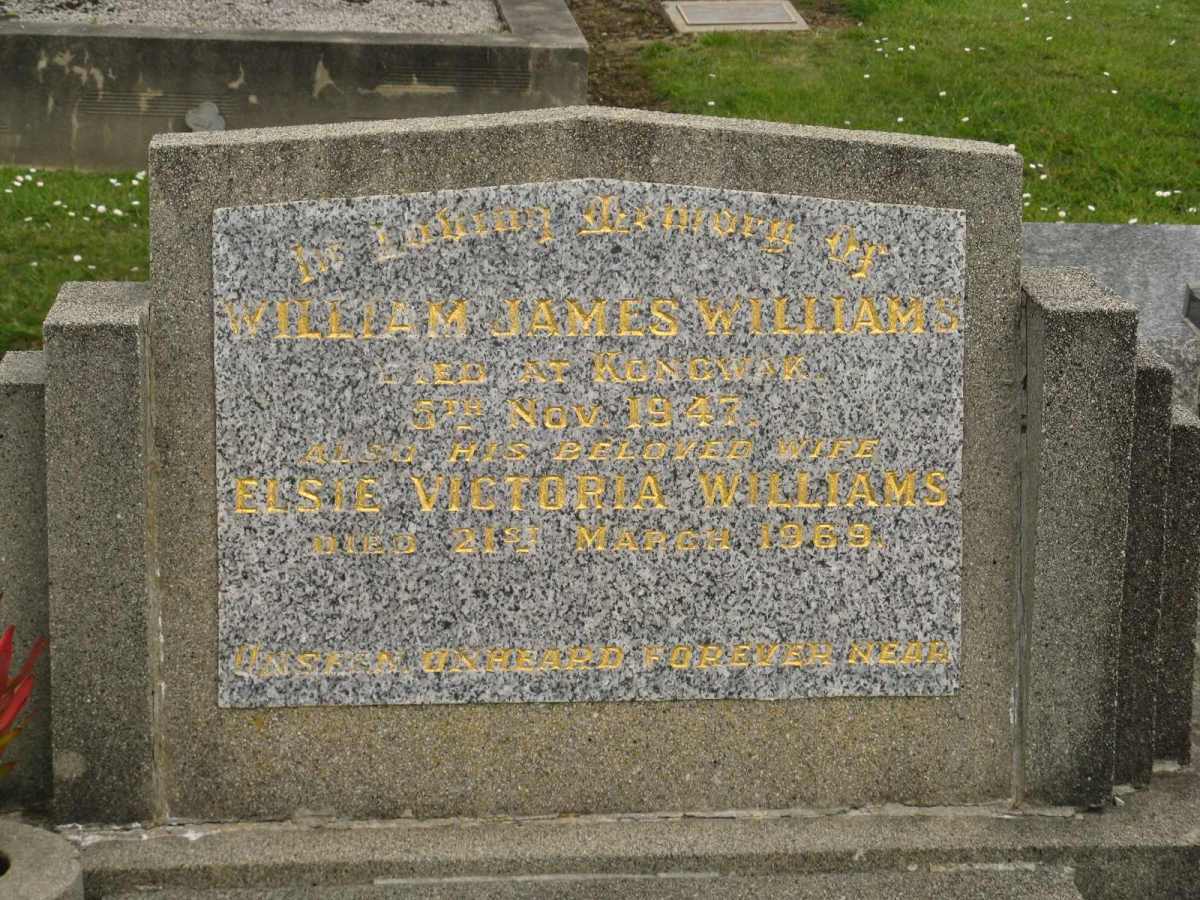 In Loving Memory Of
WILLIAM JAMES WILLIAMS
DIED AT KONGWAK.
5TH NOV. 1947.
ALSO HIS BELOVED WIFE
ELSIE VICTORIA WILLIAMS
DIED 21ST MARCH 1969.
UNSEEN, UNHEARD FOREVER NEAR